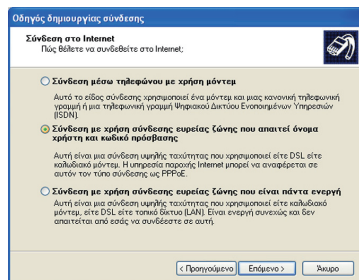 Οδηγός δημιουργίας σύνδεσης
Σύνδεση στο Internet
Πώς θέλετε να συνδεθείτε στο Internet;
Σύνδεση μέσω τηλεφώνου με χρήση μόντεμ
Αυτό το είδος σύνδεσης χρησιμοποιεί ένα μόντεμ και μιας κανονική τηλεφωνική
γραμμή ή μια τηλεφωνική γραμμή Ψηφιακού Δικτύου Ενοποιημένων Υπηρεσιών
(ISDN).
Σύνδεση με χρήση σύνδεσης ευρείας ζώνης που απαιτεί όνομα
χρήστη και κωδικό πρόσβασης
Αυτή είναι μια σύνδεση υψηλής ταχύτητας που χρησιμοποιεί είτε DSL είτε
καλωδιακό μόντεμ. Η υπηρεσία παροχής Internet μπορεί να αναφέρεται σε
αυτόν τον τύπο σύνδεσης ως PPPoE.
Σύνδεση με χρήση σύνδεσης ευρείας ζώνης που είναι πάντα ενεργή
Αυτή είναι μια σύνδεση υψηλής ταχύτητας που χρησιμοποιεί είτε καλωδιακό
μόντεμ, είτε DSL είτε τοπικό δίκτυο (LAN). Είναι ενεργή συνεχώς και δεν
απαιτείται από εσάς να συνδέεστε σε αυτή.
< Προηγούμενο
Επόμενο >
Άκυρο